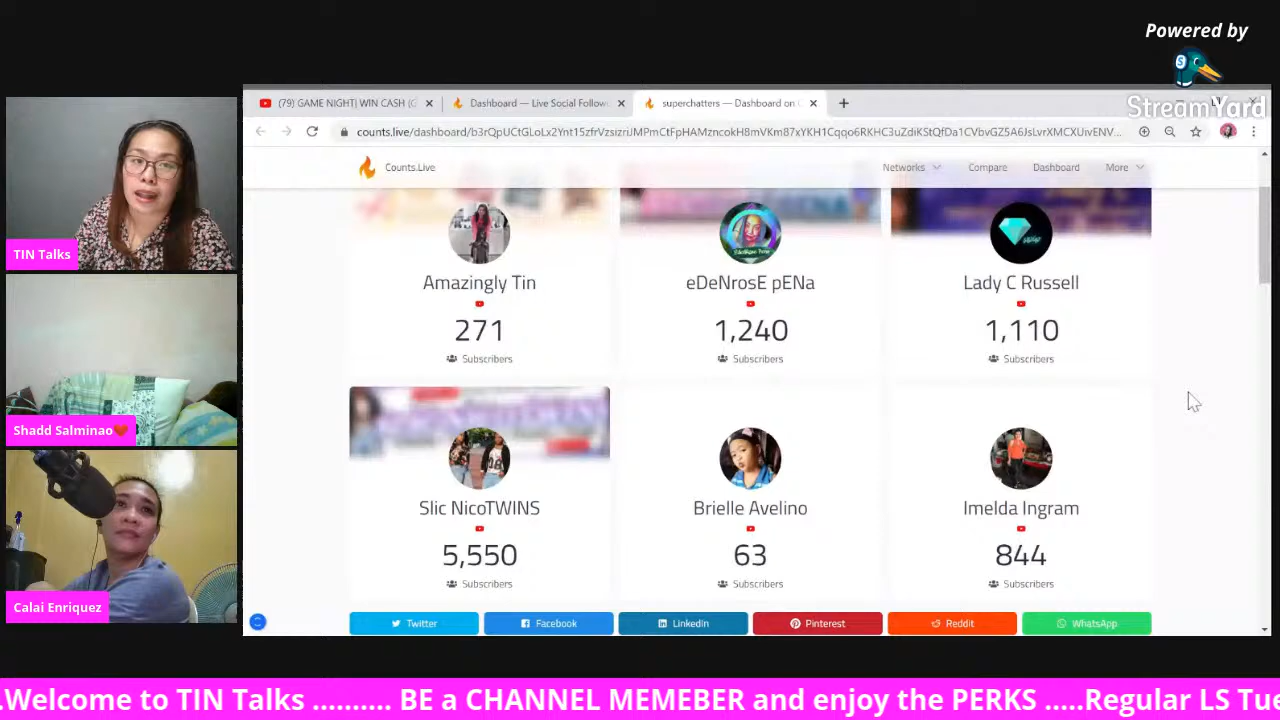 Powered by
StreamYard
TIN Talks
Shadd Salminao❤️
Calai Enriquez
(79) GAME NIGHT| WIN CASH (G
Dashboard — Live Social Follow
superchatters — Dashboard on
Counts.Live
Networks
Compare
Dashboard
More
Amazingly Tin
271
Subscribers
eDeNrosE pENa
1,240
Subscribers
Lady C Russell
1,110
Subscribers
Slic NicoTWINS
5,550
Subscribers
Brielle Avelino
63
Subscribers
Imelda Ingram
844
Subscribers
Twitter
Facebook
LinkedIn
Pinterest
Reddit
WhatsApp
.Welcome to TIN Talks .......... BE a CHANNEL MEMEBER and enjoy the PERKS .....Regular LS Tue